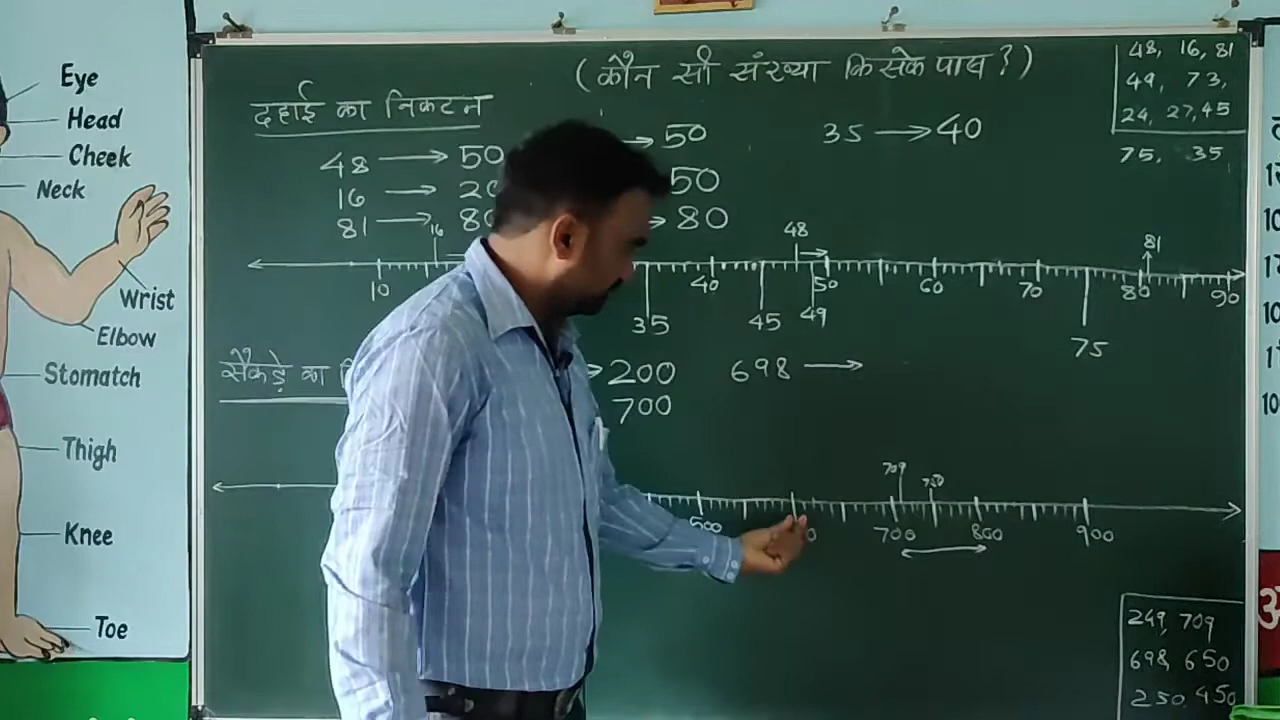 Eye
Head
Cheek
Neck
Wrist
Elbow
Stomatch
Thigh
Knee
Toe
(कौन सी संख्या किसके पास ?)
दहाई का निकटन
48 → 50
16 → 20
81 → 80
→ 50
→ 50
→ 80
35 → 40
48, 16, 81
49, 73,
24, 27, 45
75, 35
16 48 81
10 40 50 60 70 80 90
35 45 49 75
सैकड़े का
→ 200
700
698 →
709 750
500 700 800 900
249, 709
698, 650
250, 450